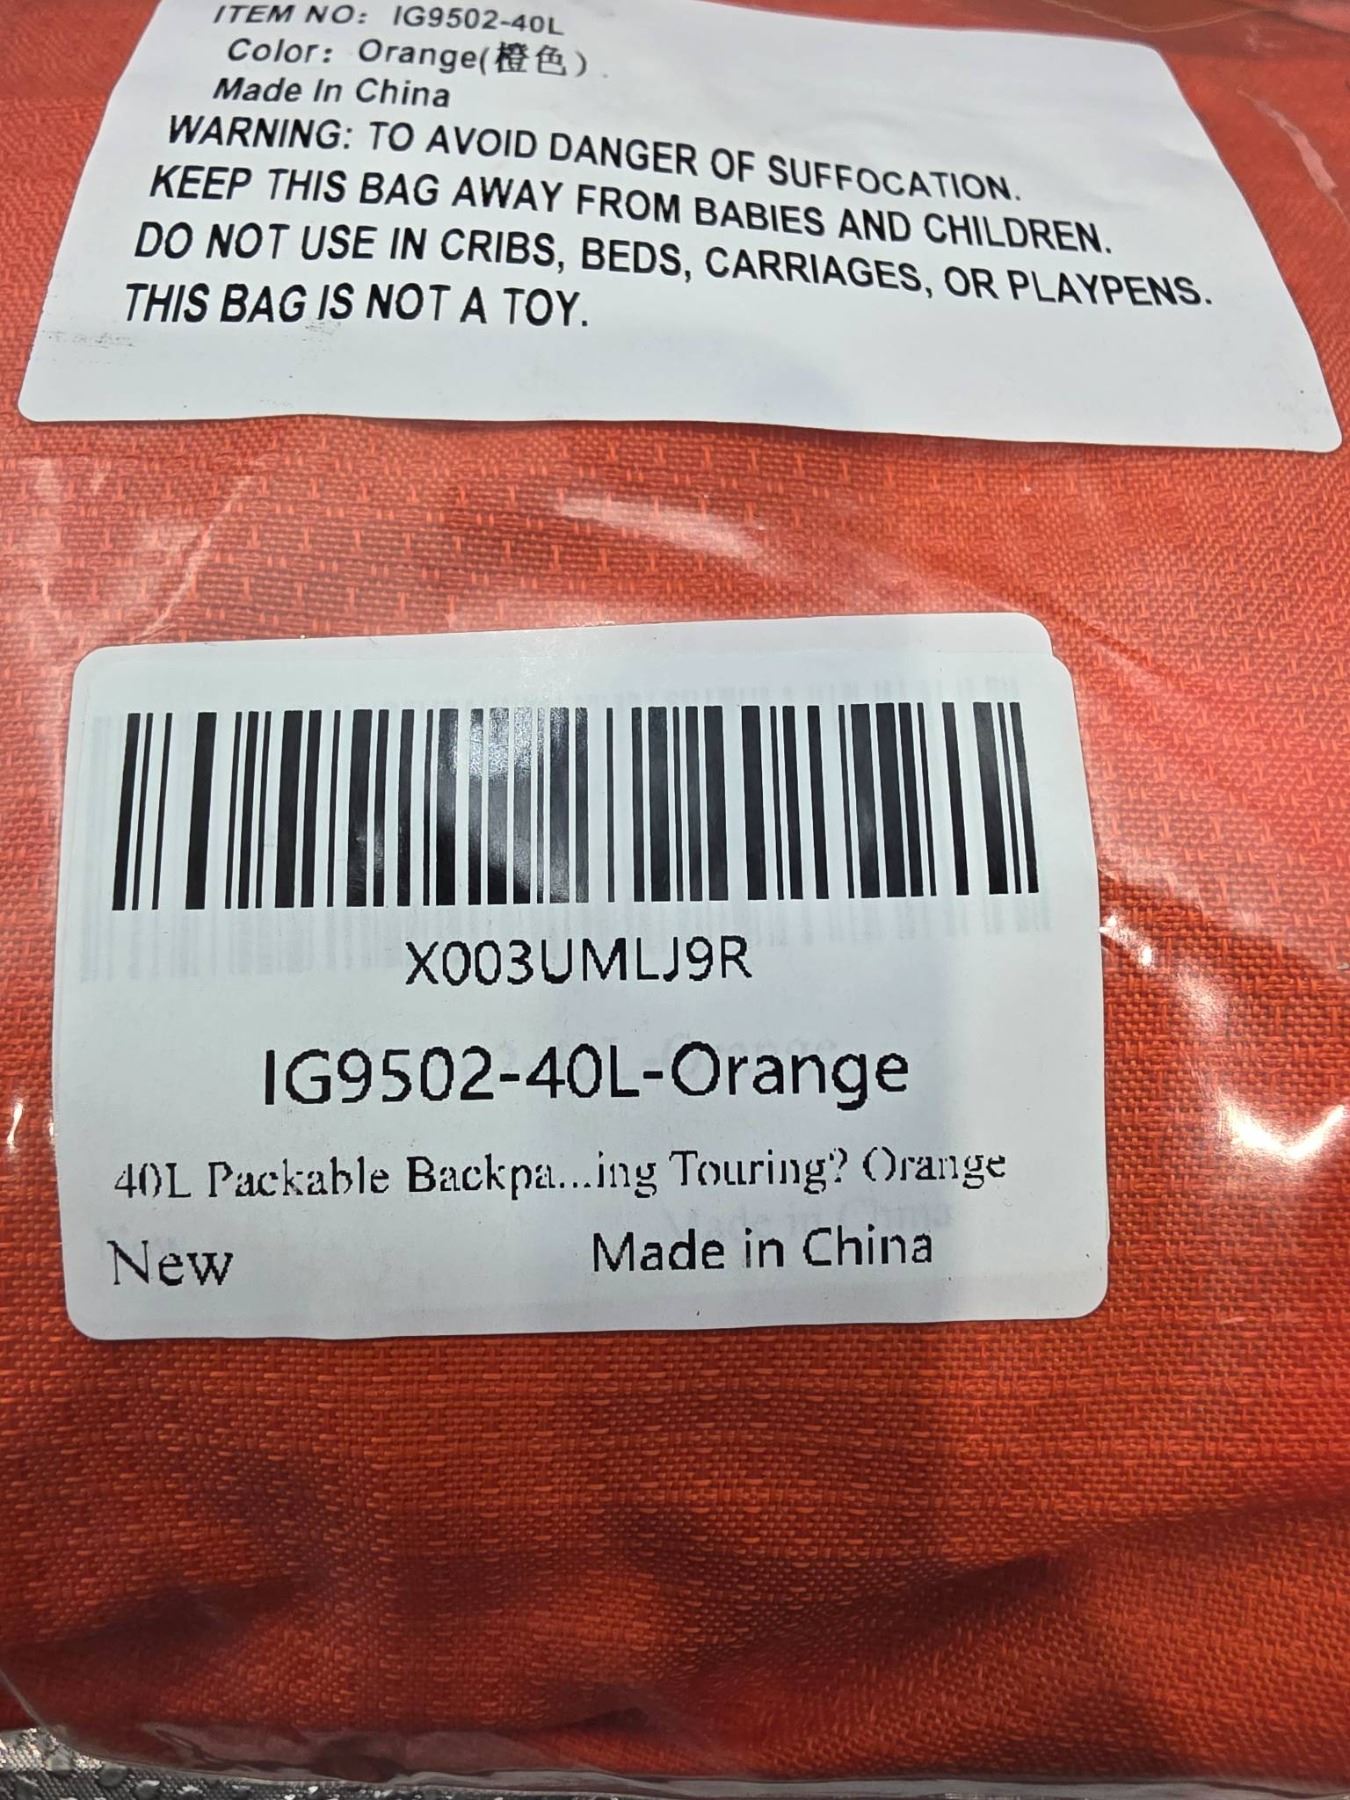 ITEM NO: IG9502-40L
Color: Orange(橙色)
Made In China
WARNING: TO AVOID DANGER OF SUFFOCATION.
KEEP THIS BAG AWAY FROM BABIES AND CHILDREN.
DO NOT USE IN CRIBS, BEDS, CARRIAGES, OR PLAYPENS.
THIS BAG IS NOT A TOY.
X003UMLJ9R
IG9502-40L-Orange
40L Packable Backpa...ing Touring? Orange
New Made in China